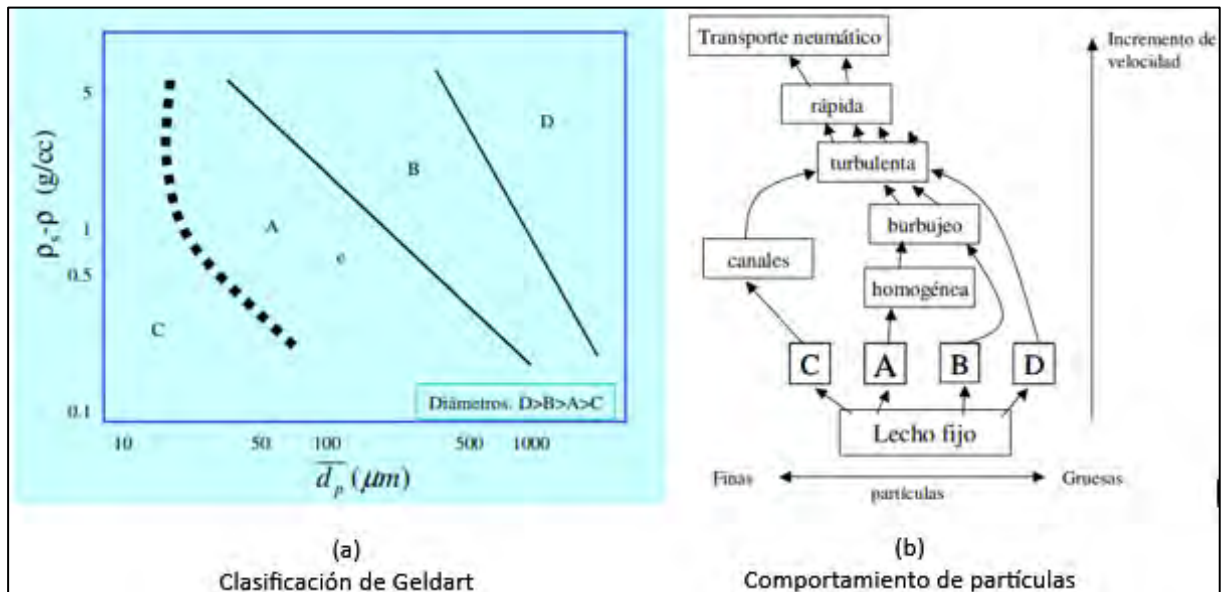 5
1
0.5
0.1
ρs-ρ (g/cc)
A
B
C
D
e
Diámetros. D>B>A>C
10 50 100 500 1000
dp (μm)
(a)
Clasificación de Geldart
Transporte neumático
rápida
turbulenta
burbujeo
canales
homogénea
C A B D
Lecho fijo
Finas partículas Gruesas
Incremento de
velocidad
(b)
Comportamiento de partículas